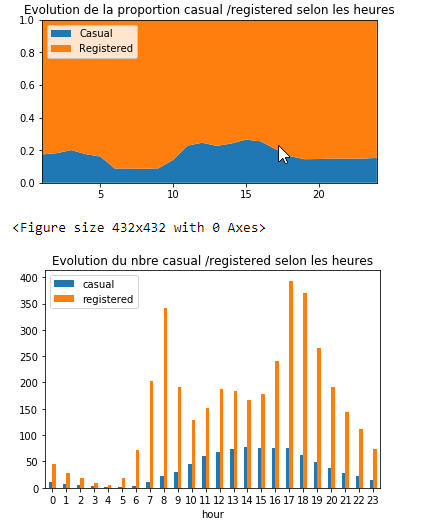 Evolution de la proportion casual /registered selon les heures
1.0
Casual
Registered
0.8
0.6
0.4
0.2
0.0
5 10 15 20
<Figure size 432x432 with 0 Axes>
Evolution du nbre casual /registered selon les heures
400
casual
registered
350
300
250
200
150
100
50
0
0 1 2 3 4 5 6 7 8 9 10 11 12 13 14 15 16 17 18 19 20 21 22 23
hour